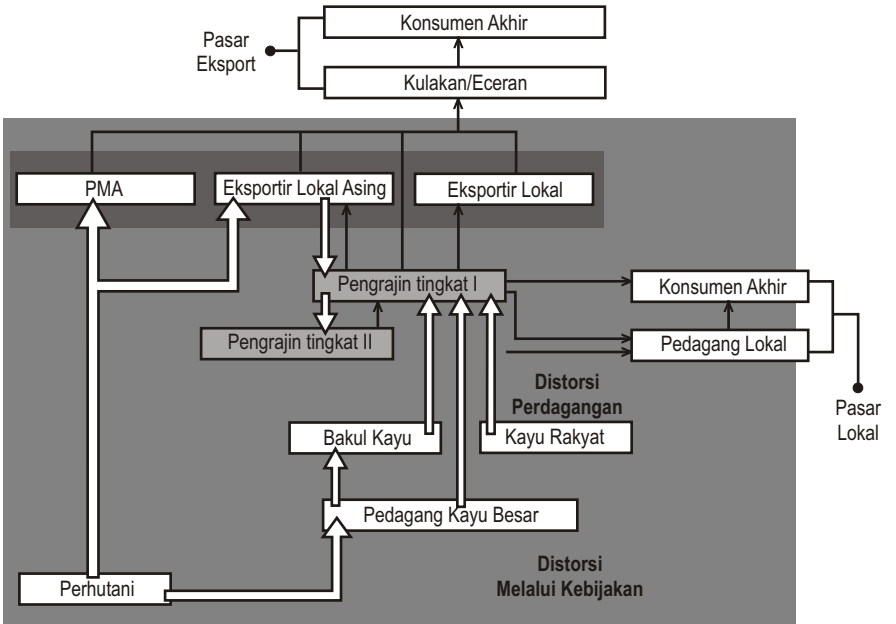 Konsumen Akhir
Pasar
Eksport
Kulakan/Eceran
PMA
Eksportir Lokal Asing
Eksportir Lokal
Pengrajin tingkat I
Konsumen Akhir
Pengrajin tingkat II
Pedagang Lokal
Distorsi
Perdagangan
Pasar
Lokal
Bakul Kayu
Kayu Rakyat
Pedagang Kayu Besar
Distorsi
Melalui Kebijakan
Perhutani